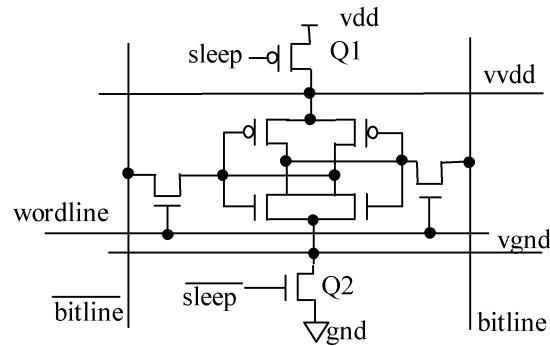 vdd
sleep
Q1
vvdd
wordline
vgnd
sleep
Q2
bitline
gnd
bitline